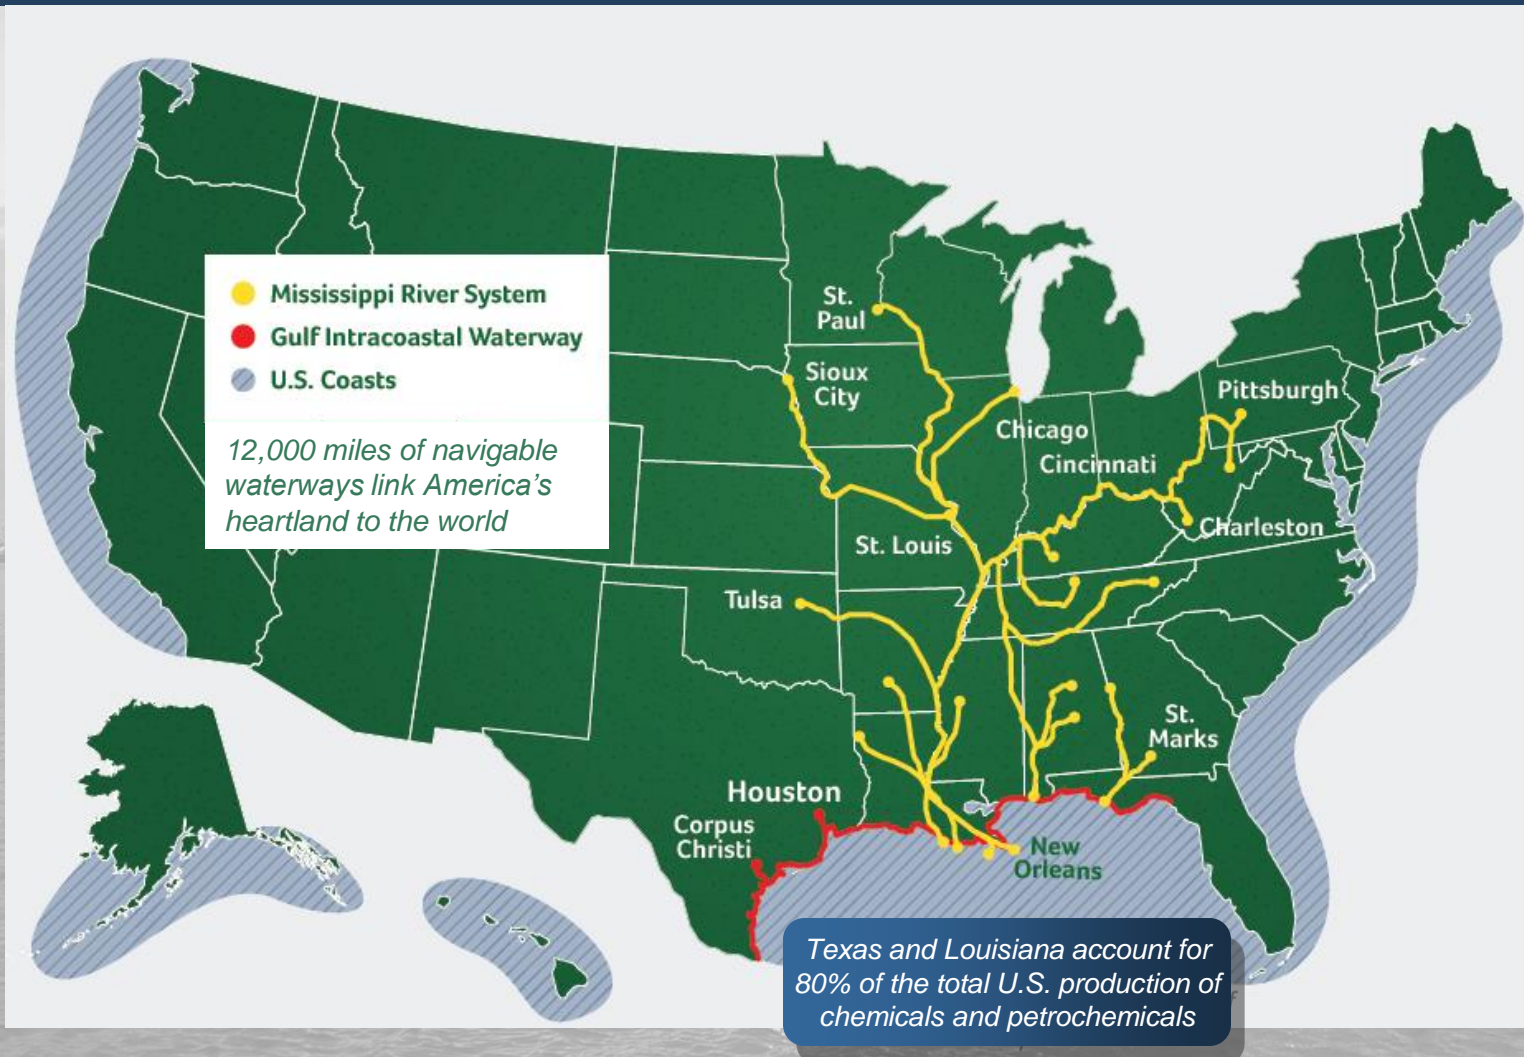 Mississippi River System
Gulf Intracoastal Waterway
U.S. Coasts
12,000 miles of navigable
waterways link America's
heartland to the world
St.
Paul
Sioux
City
Chicago
Pittsburgh
Cincinnati
Charleston
St. Louis
Tulsa
St.
Marks
Houston
Corpus
Christi
New
Orleans
Texas and Louisiana account for
80% of the total U.S. production of
chemicals and petrochemicals